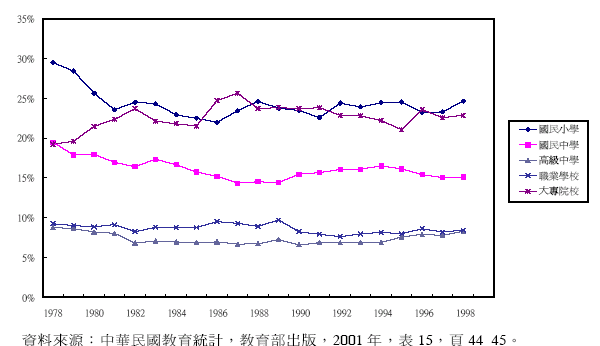 35%
30%
25%
20%
15%
10%
5%
0%
1978 1980 1982 1984 1986 1988 1990 1992 1994 1996 1998
國民小學
國民中學
高級中學
職業學校
大專院校
資料來源：中華民國教育統計，教育部出版，2001 年，表 15，頁 44 45。